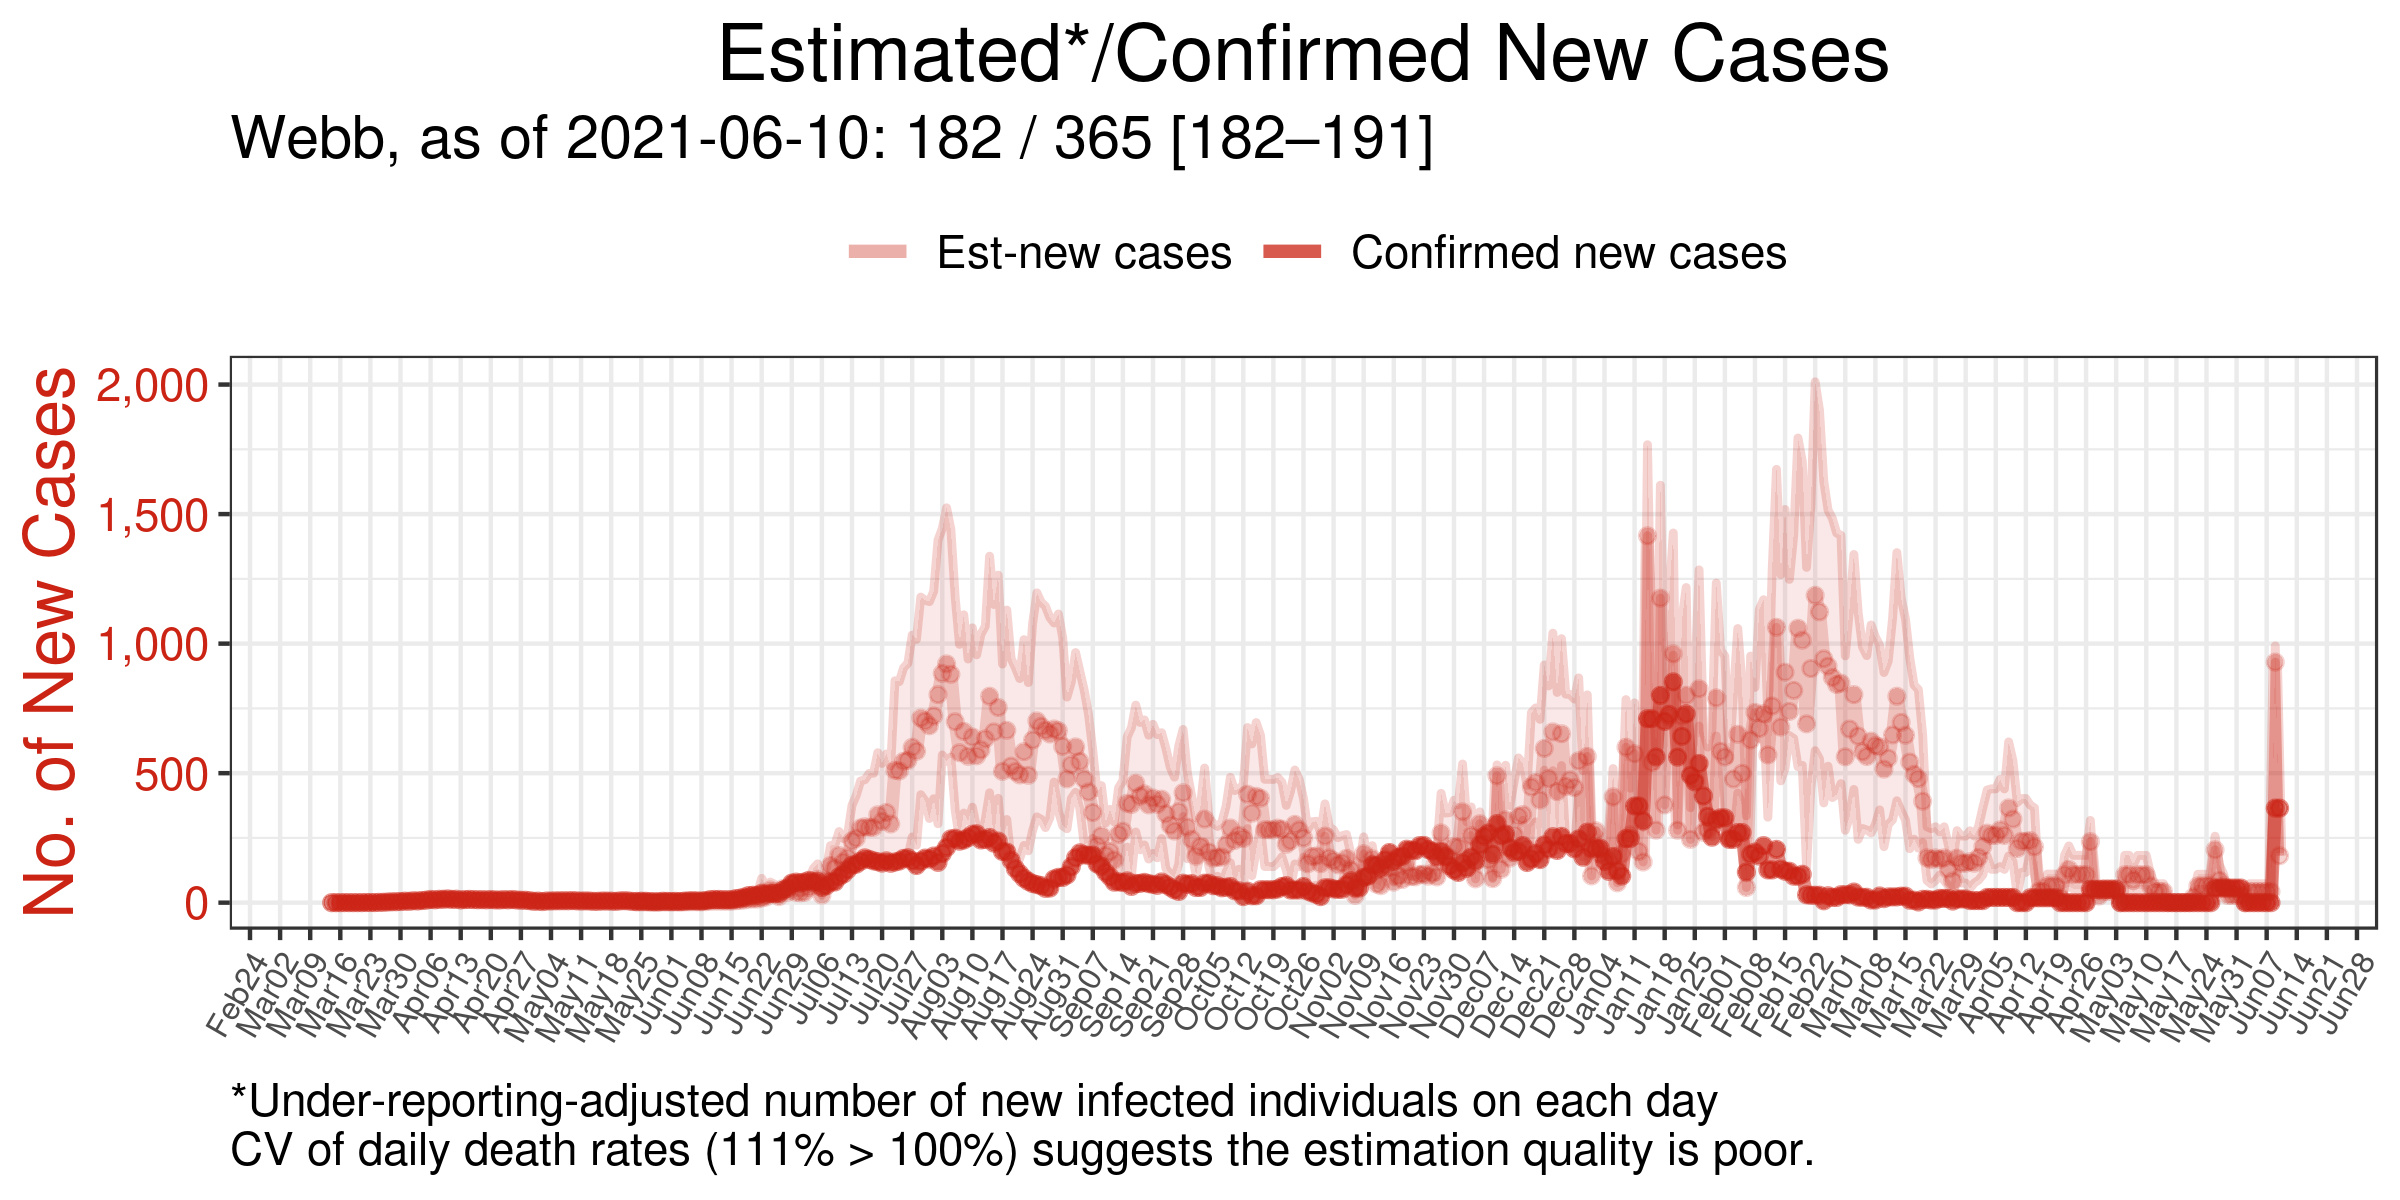 Estimated*/Confirmed New Cases
Webb, as of 2021-06-10: 182 / 365 [182–191]
Est-new cases Confirmed new cases
No. of New Cases
2,000
1,500
1,000
500
0
Feb24 Mar02 Mar09 Mar16 Mar23 Mar30 Apr06 Apr13 Apr20 Apr27 May04 May11 May18 May25 Jun01 Jun08 Jun15 Jun22 Jun29 Jul06 Jul13 Jul20 Jul27 Aug03 Aug10 Aug17 Aug24 Aug31 Sep07 Sep14 Sep21 Sep28 Oct05 Oct12 Oct19 Oct26 Nov02 Nov09 Nov16 Nov23 Nov30 Dec07 Dec14 Dec21 Dec28 Jan04 Jan11 Jan18 Jan25 Feb01 Feb08 Feb15 Feb22 Mar01 Mar08 Mar15 Mar22 Mar29 Apr05 Apr12 Apr19 Apr26 May03 May10 May17 May24 May31 Jun07 Jun14 Jun21 Jun28
*Under-reporting-adjusted number of new infected individuals on each day
CV of daily death rates (111% > 100%) suggests the estimation quality is poor.